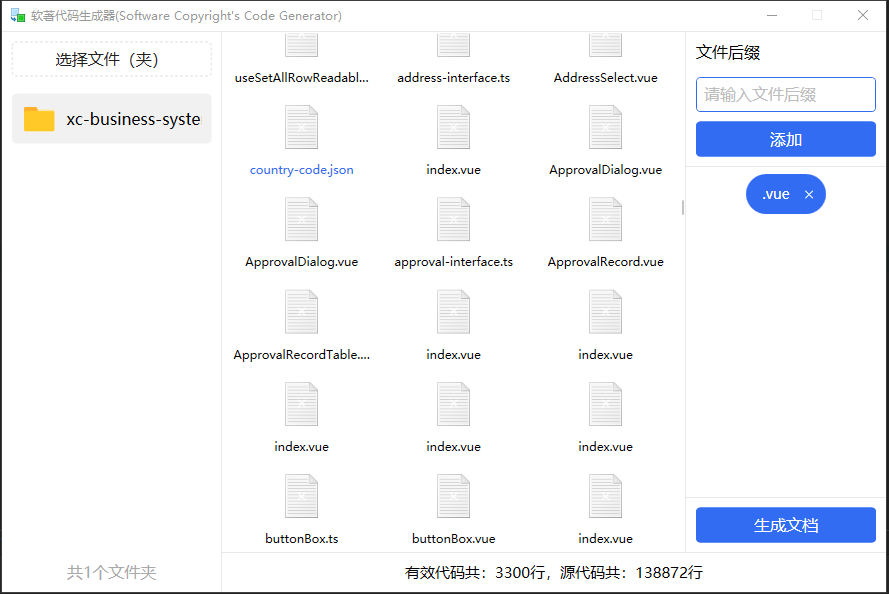 软著代码生成器(Software Copyright's Code Generator)
选择文件（夹）
xc-business-syste
共1个文件夹
useSetAllRowReadabl...
address-interface.ts
AddressSelect.vue
country-code.json
index.vue
ApprovalDialog.vue
ApprovalDialog.vue
approval-interface.ts
ApprovalRecord.vue
ApprovalRecordTable....
index.vue
index.vue
index.vue
index.vue
index.vue
buttonBox.ts
buttonBox.vue
index.vue
有效代码共：3300行，源代码共：138872行
文件后缀
请输入文件后缀
添加
.vue ×
生成文档